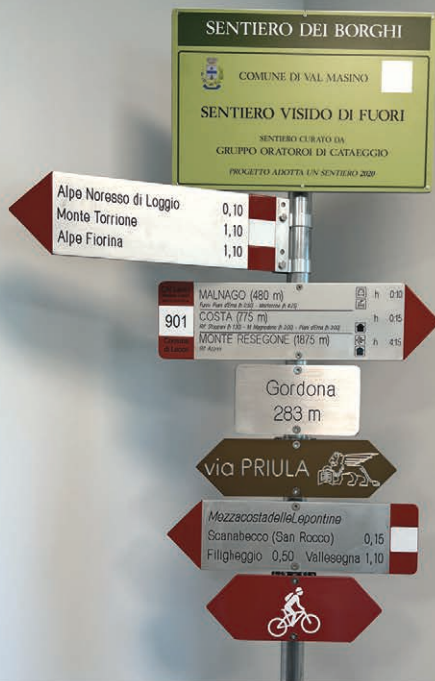 SENTIERO DEI BORGHI
COMUNE DI VAL MASINO
SENTIERO VISIDO DI FUORI
SENTIERO CURATO DA
GRUPPO ORATOROI DI CATAEGGIO
PROGETTO ADOTTA UN SENTIERO 2020
Alpe Noresso di Loggio 0,10
Monte Torrione 1,10
Alpe Fiorina 1,10
901
MALNAGO (480 m) h 0:10
COSTA (775 m) h 0:15
MONTE RESEGONE (1875 m) h 4:15
Gordona
283 m
via PRIULA
MezzacostadelleLepontine
Scanabecco (San Rocco) 0,15
Filigheggio 0,50 Vallesegna 1,10